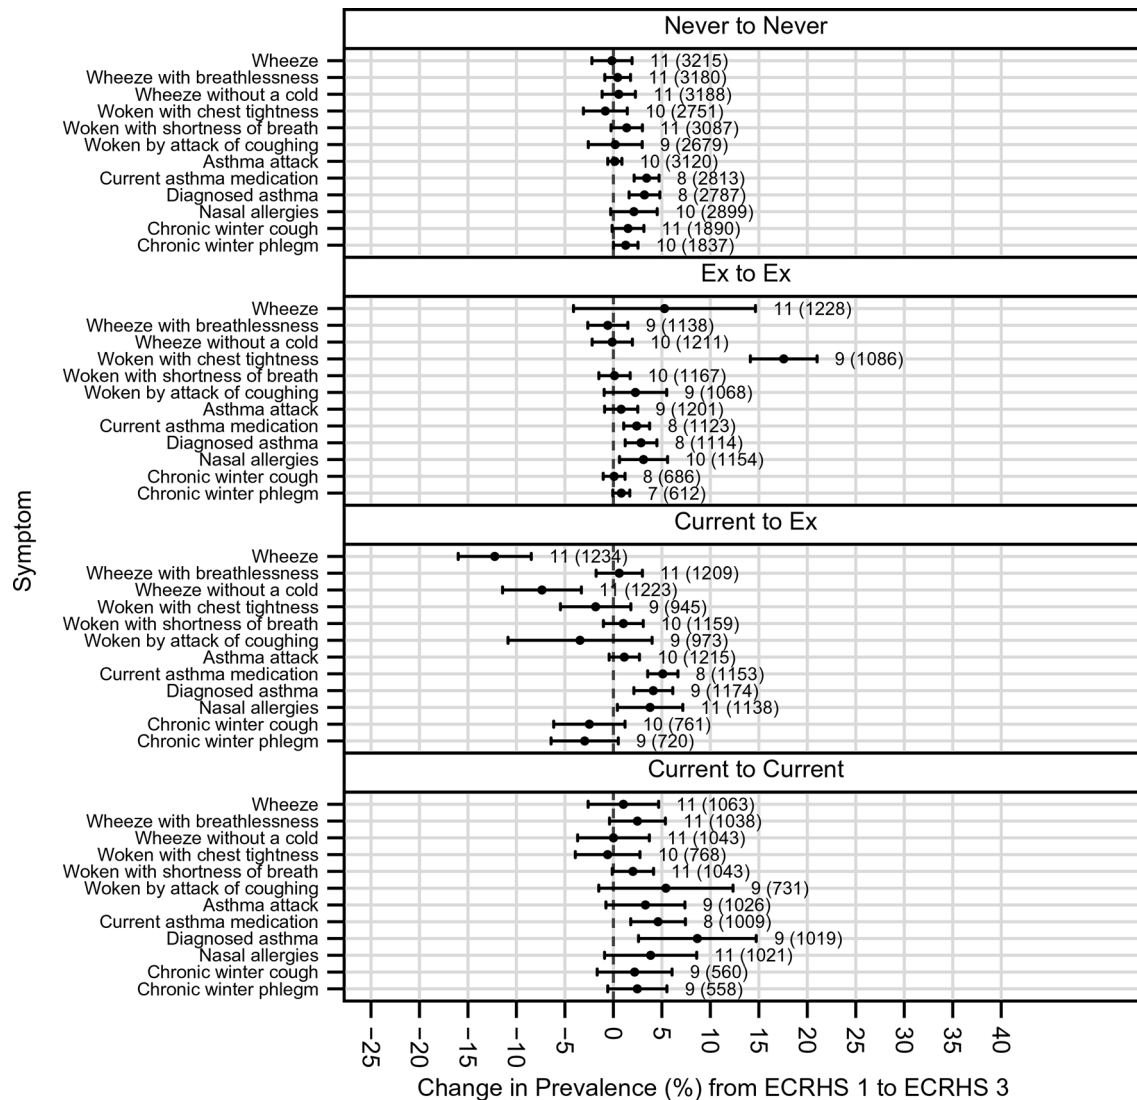 Never to Never
Wheeze 11 (3215)
Wheeze with breathlessness 11 (3180)
Wheeze without a cold 11 (3188)
Woken with chest tightness 10 (2751)
Woken with shortness of breath 11 (3087)
Woken by attack of coughing 9 (2679)
Asthma attack 10 (3120)
Current asthma medication 8 (2813)
Diagnosed asthma 8 (2787)
Nasal allergies 10 (2899)
Chronic winter cough 11 (1890)
Chronic winter phlegm 10 (1837)
Ex to Ex
Wheeze 11 (1228)
Wheeze with breathlessness 9 (1138)
Wheeze without a cold 10 (1211)
Woken with chest tightness 9 (1086)
Woken with shortness of breath 10 (1167)
Woken by attack of coughing 9 (1068)
Asthma attack 9 (1201)
Current asthma medication 8 (1123)
Diagnosed asthma 8 (1114)
Nasal allergies 10 (1154)
Chronic winter cough 8 (686)
Chronic winter phlegm 7 (612)
Current to Ex
Wheeze 11 (1234)
Wheeze with breathlessness 11 (1209)
Wheeze without a cold 11 (1223)
Woken with chest tightness 9 (945)
Woken with shortness of breath 10 (1159)
Woken by attack of coughing 9 (973)
Asthma attack 10 (1215)
Current asthma medication 8 (1153)
Diagnosed asthma 9 (1174)
Nasal allergies 11 (1138)
Chronic winter cough 10 (761)
Chronic winter phlegm 9 (720)
Current to Current
Wheeze 11 (1063)
Wheeze with breathlessness 11 (1038)
Wheeze without a cold 11 (1043)
Woken with chest tightness 10 (768)
Woken with shortness of breath 11 (1043)
Woken by attack of coughing 9 (731)
Asthma attack 9 (1026)
Current asthma medication 8 (1009)
Diagnosed asthma 9 (1019)
Nasal allergies 11 (1021)
Chronic winter cough 9 (560)
Chronic winter phlegm 9 (558)
Symptom
-25 -20 -15 -10 -5 0 5 10 15 20 25 30 35 40
Change in Prevalence (%) from ECRHS 1 to ECRHS 3